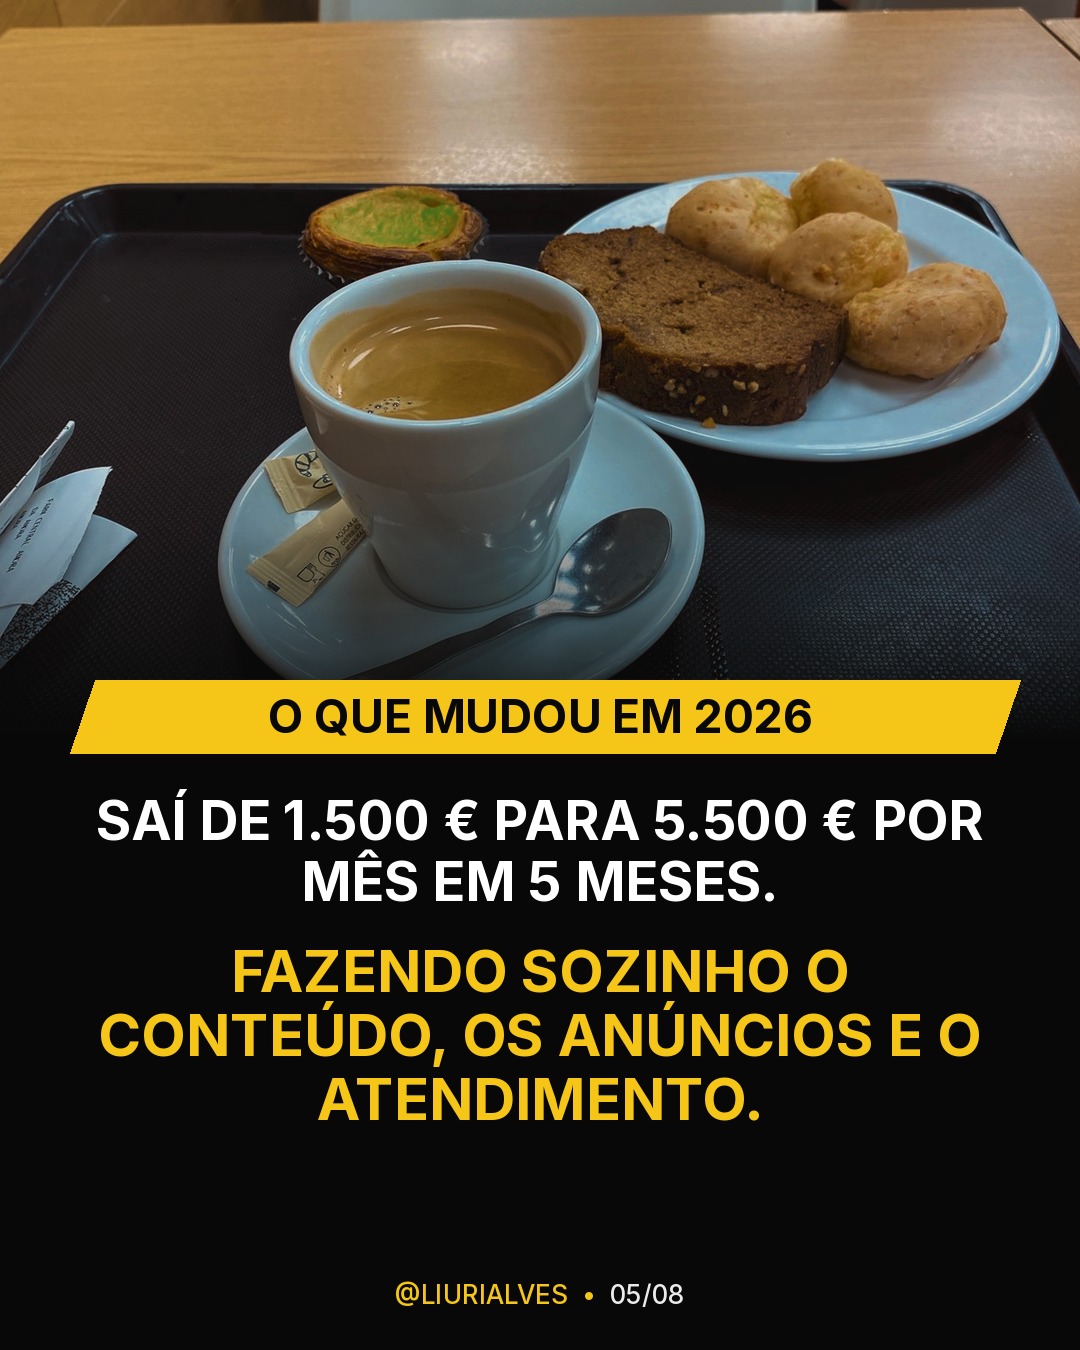 O QUE MUDOU EM 2026
SAÍ DE 1.500 € PARA 5.500 € POR
MÊS EM 5 MESES.
FAZENDO SOZINHO O
CONTEÚDO, OS ANÚNCIOS E O
ATENDIMENTO.
@LIURIALVES • 05/08